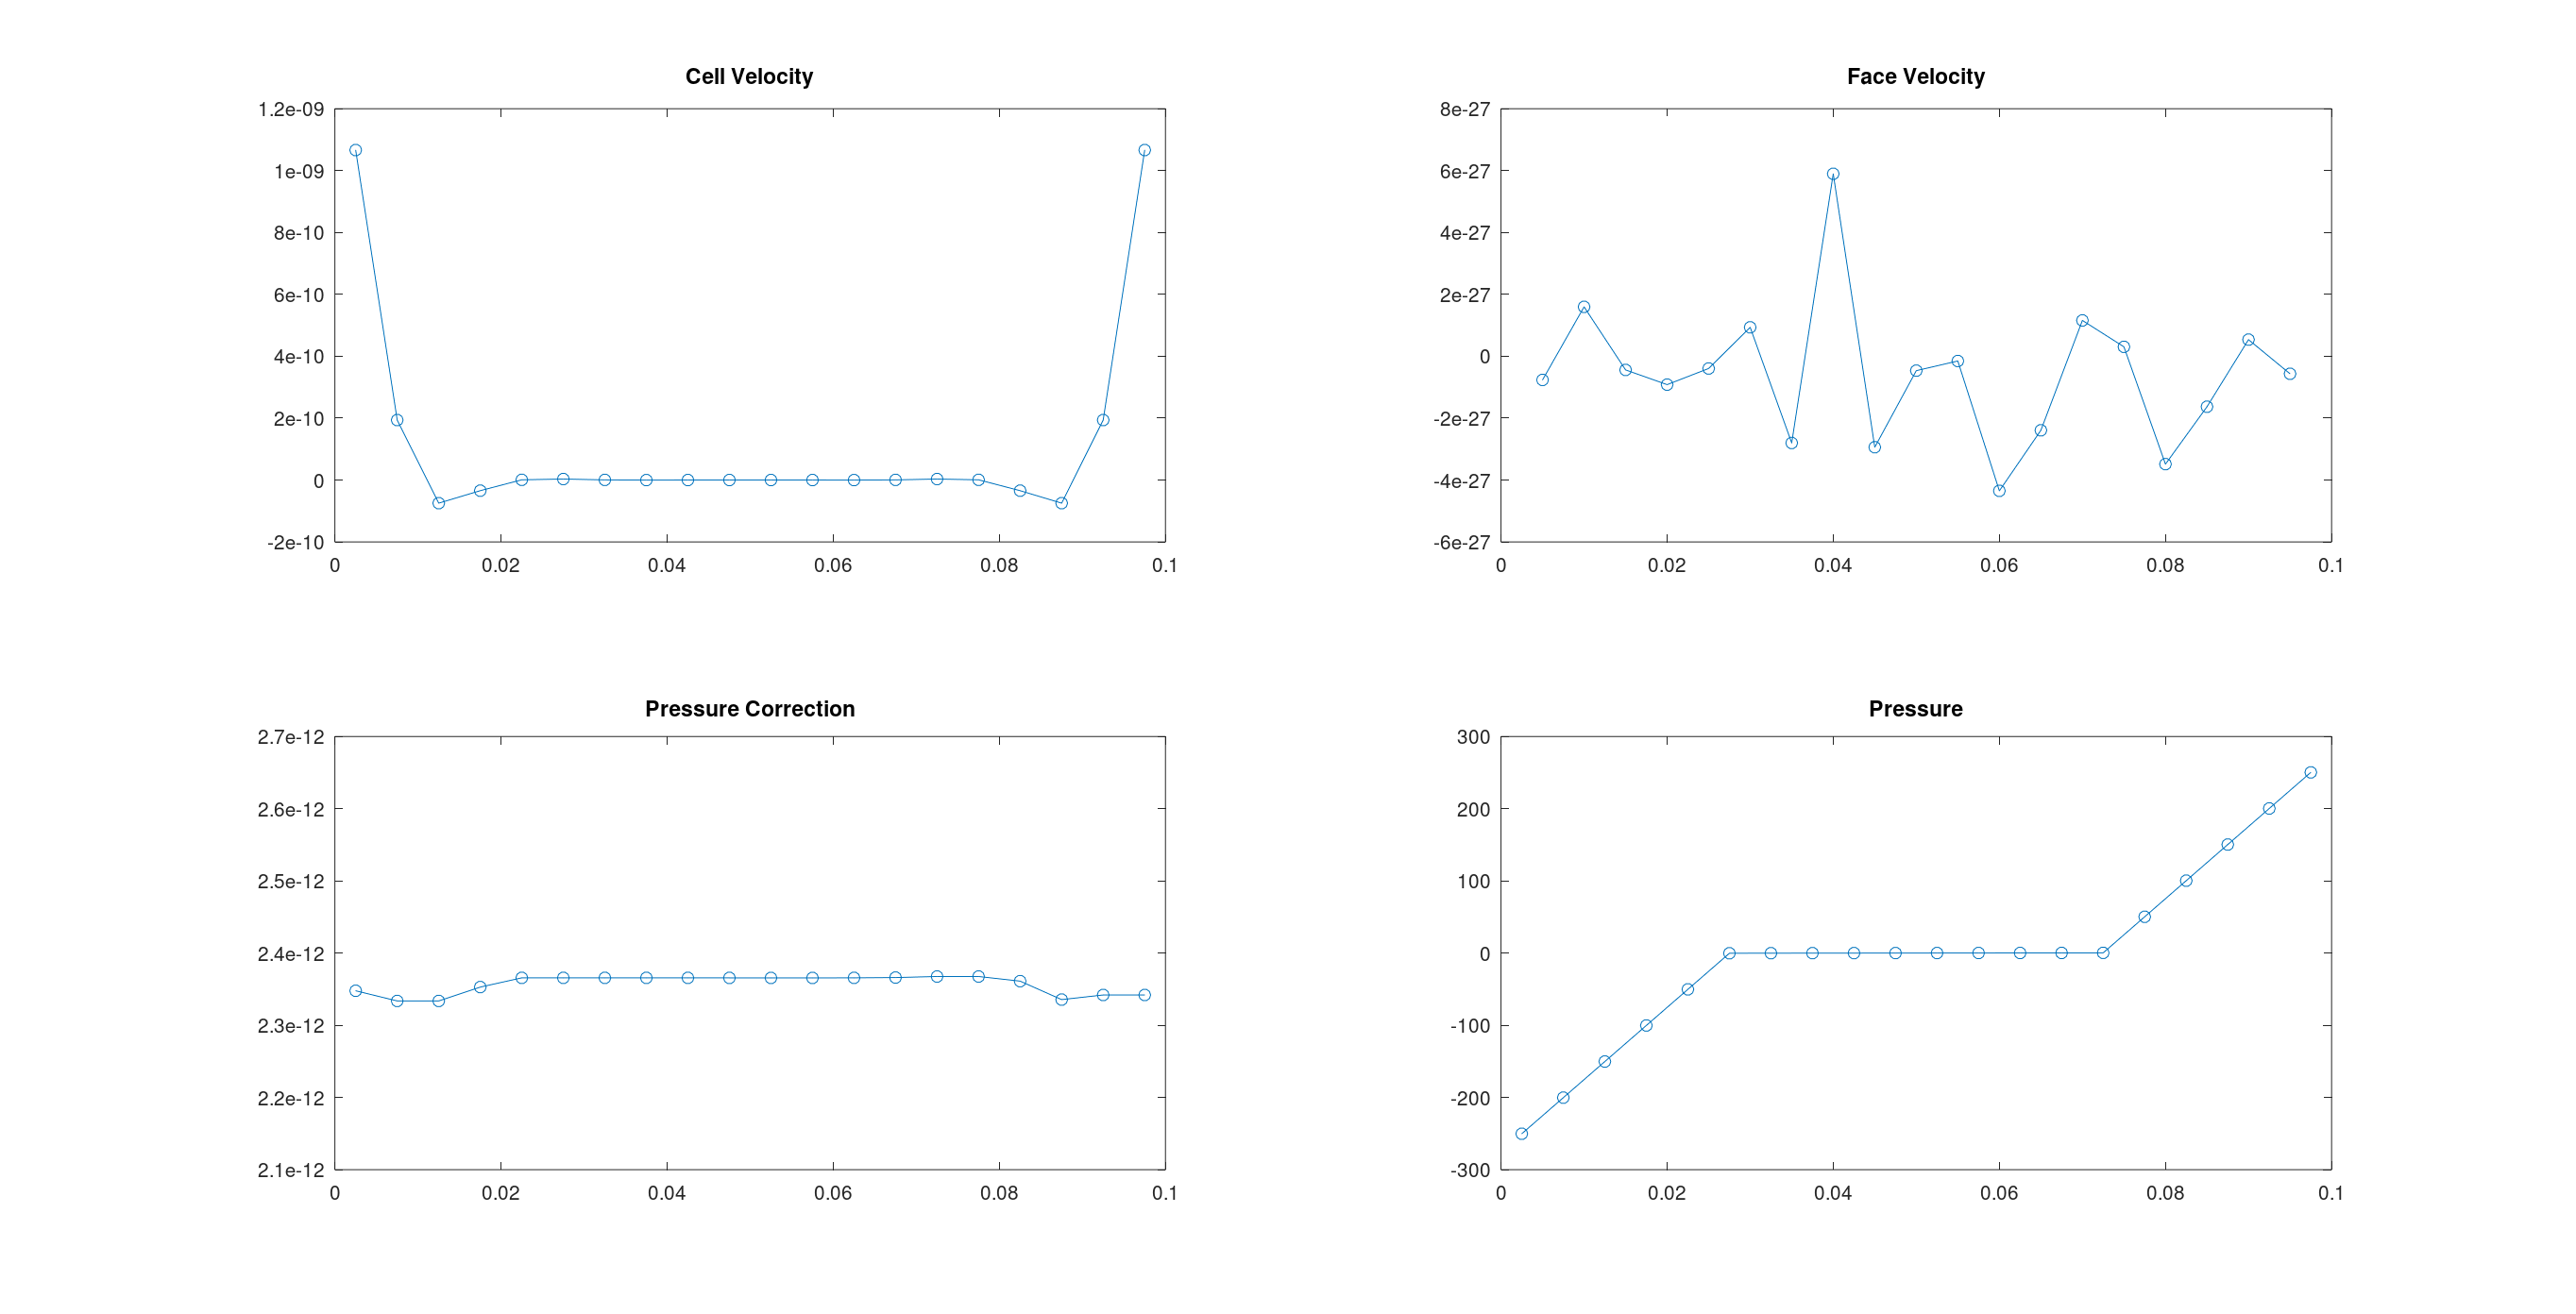 Cell Velocity
1.2e-09
1e-09
8e-10
6e-10
4e-10
2e-10
0
-2e-10
0 0.02 0.04 0.06 0.08 0.1
Face Velocity
8e-27
6e-27
4e-27
2e-27
0
-2e-27
-4e-27
-6e-27
0 0.02 0.04 0.06 0.08 0.1
Pressure Correction
2.7e-12
2.6e-12
2.5e-12
2.4e-12
2.3e-12
2.2e-12
2.1e-12
0 0.02 0.04 0.06 0.08 0.1
Pressure
300
200
100
0
-100
-200
-300
0 0.02 0.04 0.06 0.08 0.1